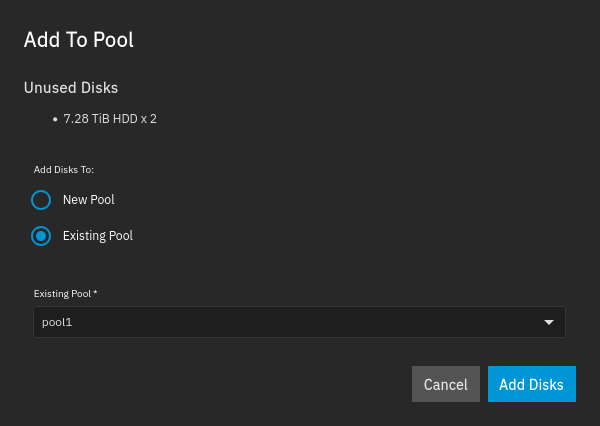 Add To Pool
Unused Disks
• 7.28 TiB HDD x 2
Add Disks To:
New Pool
Existing Pool
Existing Pool *
pool1
Cancel Add Disks